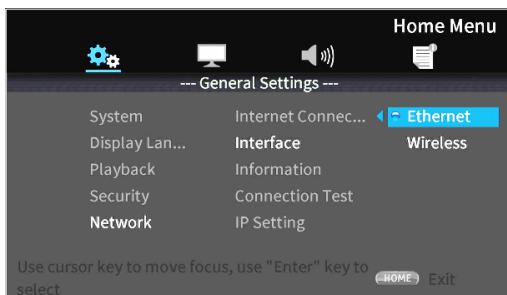 Home Menu
--- General Settings ---
System Internet Connec... Ethernet
Display Lan... Interface Wireless
Playback Information
Security Connection Test
Network IP Setting
Use cursor key to move focus, use "Enter" key to
select
HOME Exit